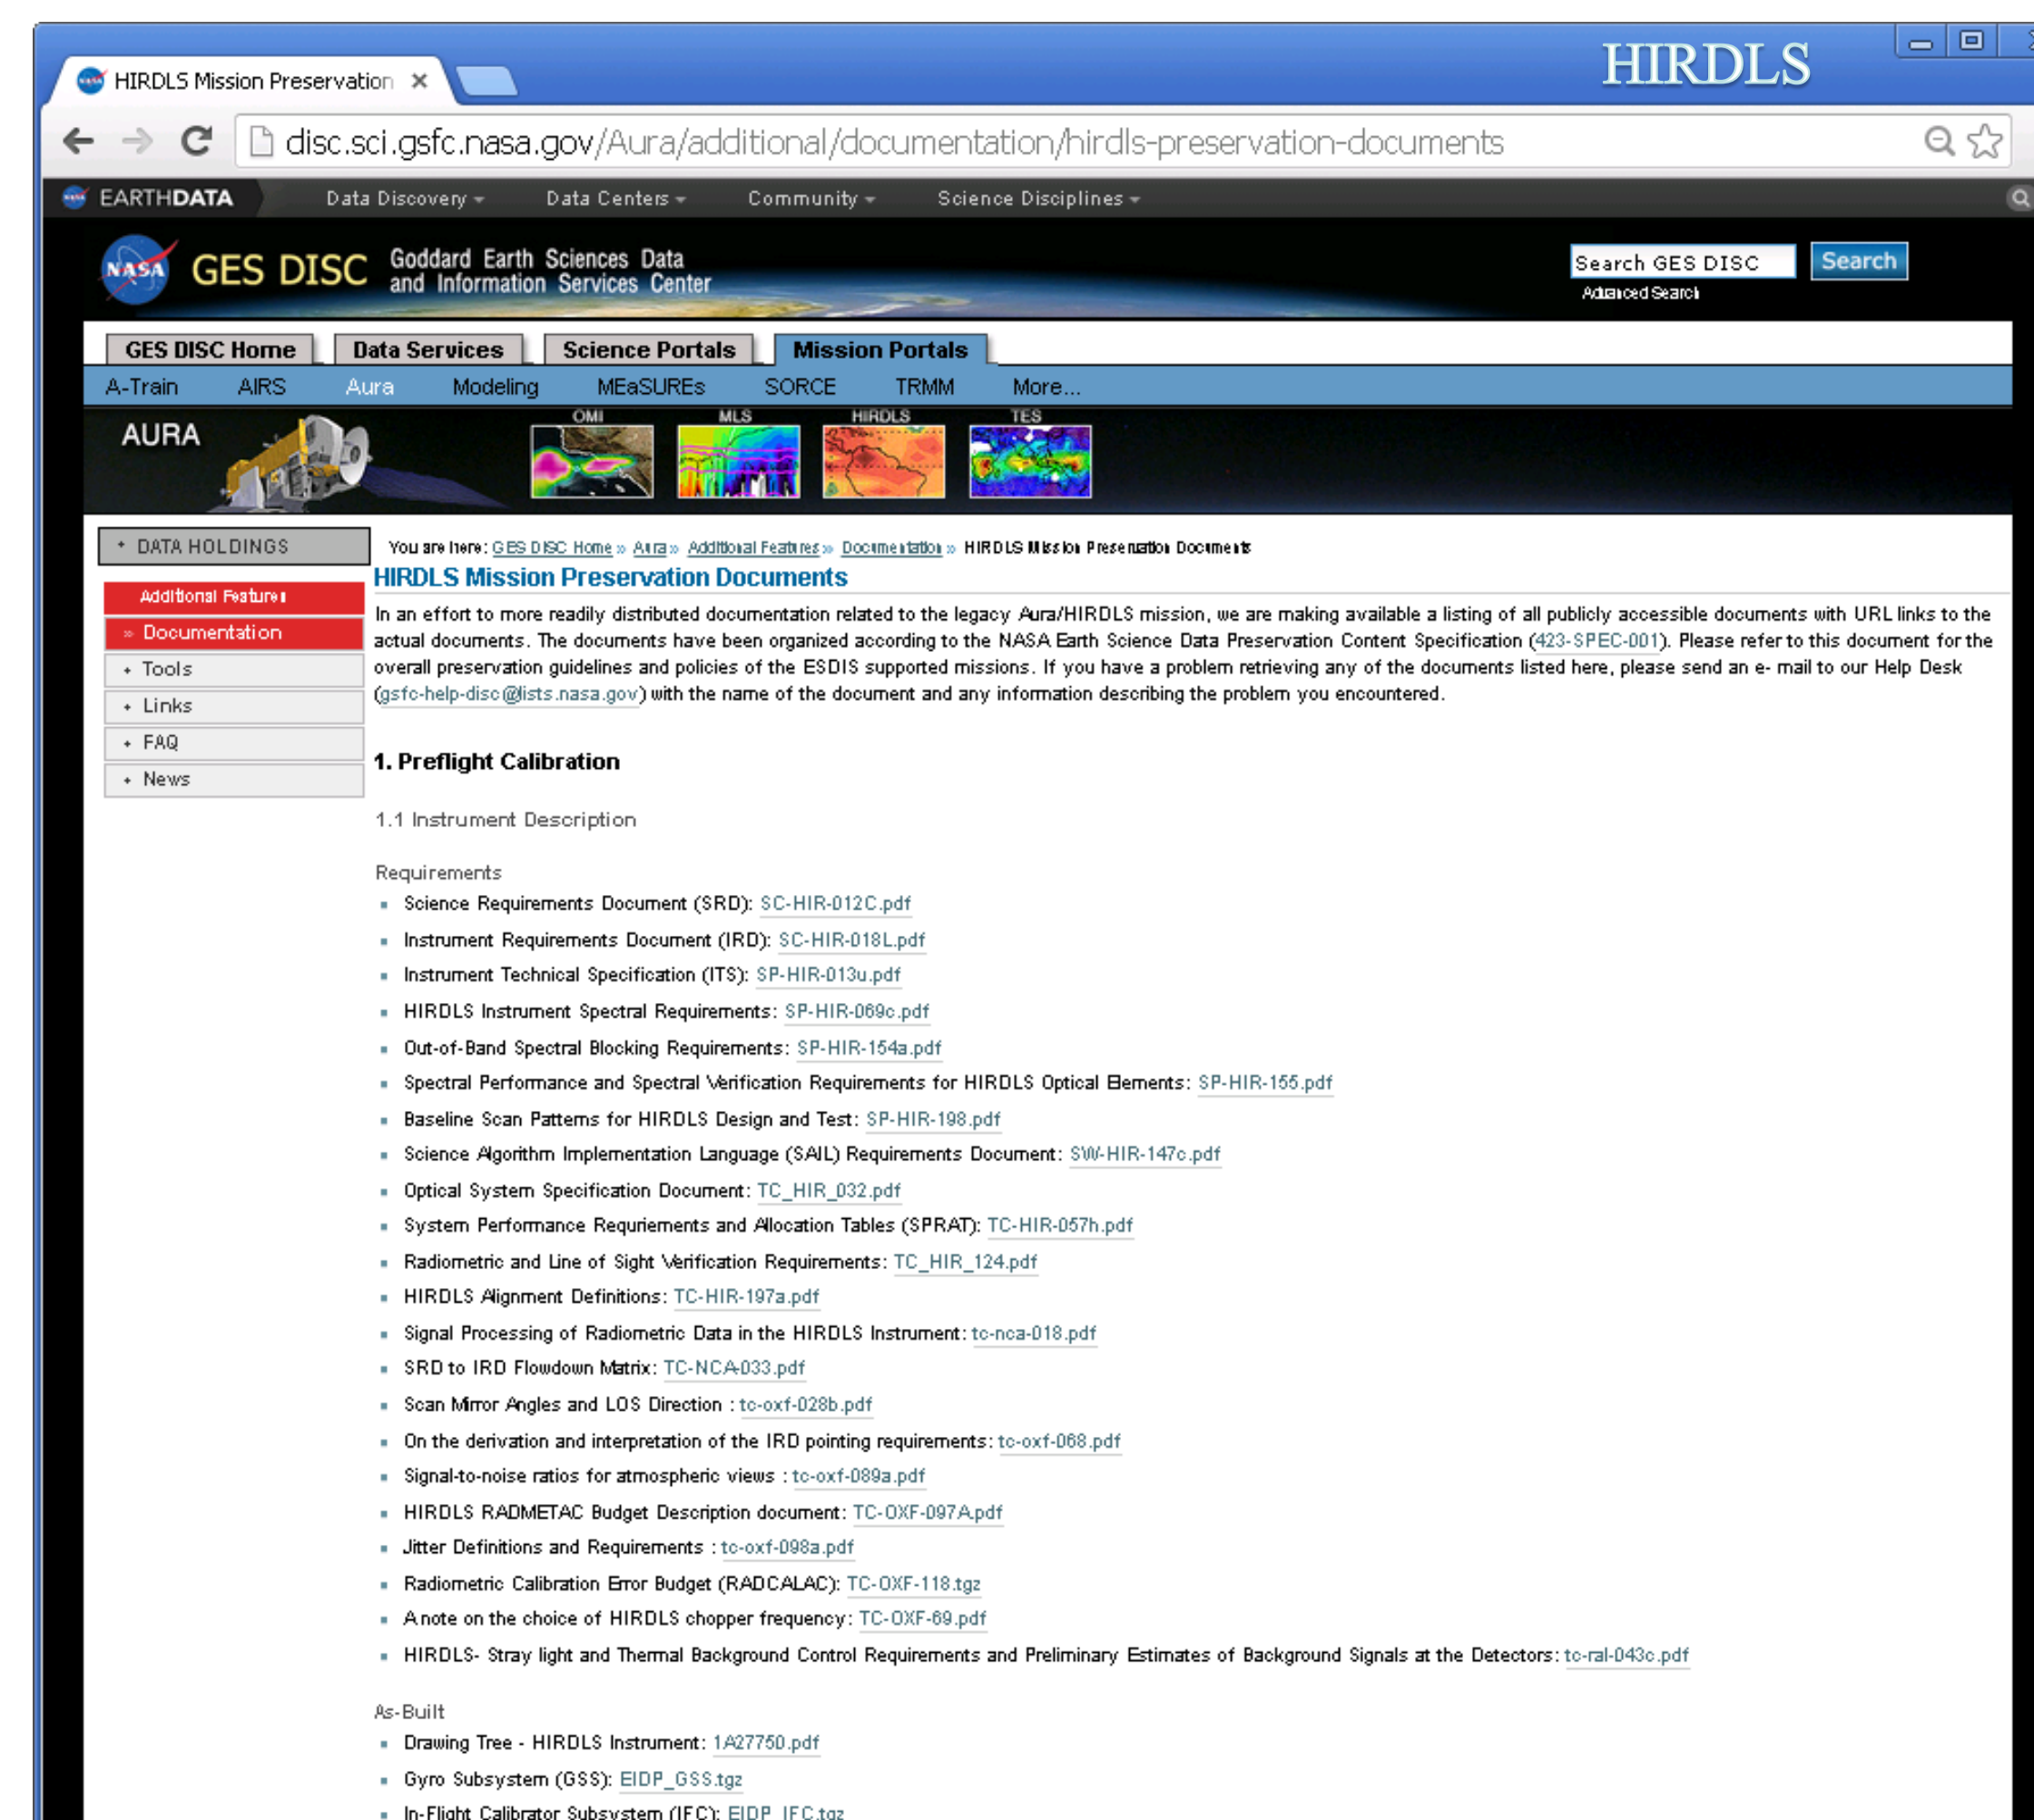 HIRDLS
HIRDLS Mission Preservation
disc.sci.gsfc.nasa.gov/Aura/additional/documentation/hirdls-preservation-documents
EARTHDATA Data Discovery Data Centers Community Science Disciplines
NASA GES DISC Goddard Earth Sciences Data
and Information Services Center
Search GES DISC Search
Advanced Search
GES DISC Home Data Services Science Portals Mission Portals
A-Train AIRS Aura Modeling MEaSUREs SORCE TRMM More...
AURA OMI MLS HIRDLS TES
+ DATA HOLDINGS
Additional Features
» Documentation
+ Tools
+ Links
+ FAQ
+ News
You are here: GES DISC Home » Aura » Additional Features » Documentation » HIRDLS Mission Preservation Documents
HIRDLS Mission Preservation Documents
In an effort to more readily distributed documentation related to the legacy Aura/HIRDLS mission, we are making available a listing of all publicly accessible documents with URL links to the
actual documents. The documents have been organized according to the NASA Earth Science Data Preservation Content Specification (423-SPEC-001). Please refer to this document for the
overall preservation guidelines and policies of the ESDIS supported missions. If you have a problem retrieving any of the documents listed here, please send an e- mail to our Help Desk
(gsfc-help-disc@lists.nasa.gov) with the name of the document and any information describing the problem you encountered.
1. Preflight Calibration
1.1 Instrument Description
Requirements
Science Requirements Document (SRD): SC-HIR-012C.pdf
Instrument Requirements Document (IRD): SC-HIR-018L.pdf
Instrument Technical Specification (ITS): SP-HIR-013u.pdf
HIRDLS Instrument Spectral Requirements: SP-HIR-069c.pdf
Out-of-Band Spectral Blocking Requirements: SP-HIR-154a.pdf
Spectral Performance and Spectral Verification Requirements for HIRDLS Optical Elements: SP-HIR-155.pdf
Baseline Scan Patterns for HIRDLS Design and Test: SP-HIR-198.pdf
Science Algorithm Implementation Language (SAIL) Requirements Document: SW-HIR-147c.pdf
Optical System Specification Document: TC_HIR_032.pdf
System Performance Requriements and Allocation Tables (SPRAT): TC-HIR-057h.pdf
Radiometric and Line of Sight Verification Requirements: TC_HIR_124.pdf
HIRDLS Alignment Definitions: TC-HIR-197a.pdf
Signal Processing of Radiometric Data in the HIRDLS Instrument: tc-nca-018.pdf
SRD to IRD Flowdown Matrix: TC-NCA-033.pdf
Scan Mirror Angles and LOS Direction : tc-oxf-028b.pdf
On the derivation and interpretation of the IRD pointing requirements: tc-oxf-068.pdf
Signal-to-noise ratios for atmospheric views : tc-oxf-089a.pdf
HIRDLS RADMETAC Budget Description document: TC-OXF-097A.pdf
Jitter Definitions and Requirements : tc-oxf-098a.pdf
Radiometric Calibration Error Budget (RADCALAC): TC-OXF-118.tgz
A note on the choice of HIRDLS chopper frequency: TC-OXF-69.pdf
HIRDLS- Stray light and Thermal Background Control Requirements and Preliminary Estimates of Background Signals at the Detectors: tc-ral-043c.pdf
As-Built
Drawing Tree - HIRDLS Instrument: 1A27750.pdf
Gyro Subsystem (GSS): EIDP_GSS.tgz
In-Flight Calibrator Subsystem (IFC): EIDP_IFC.tgz